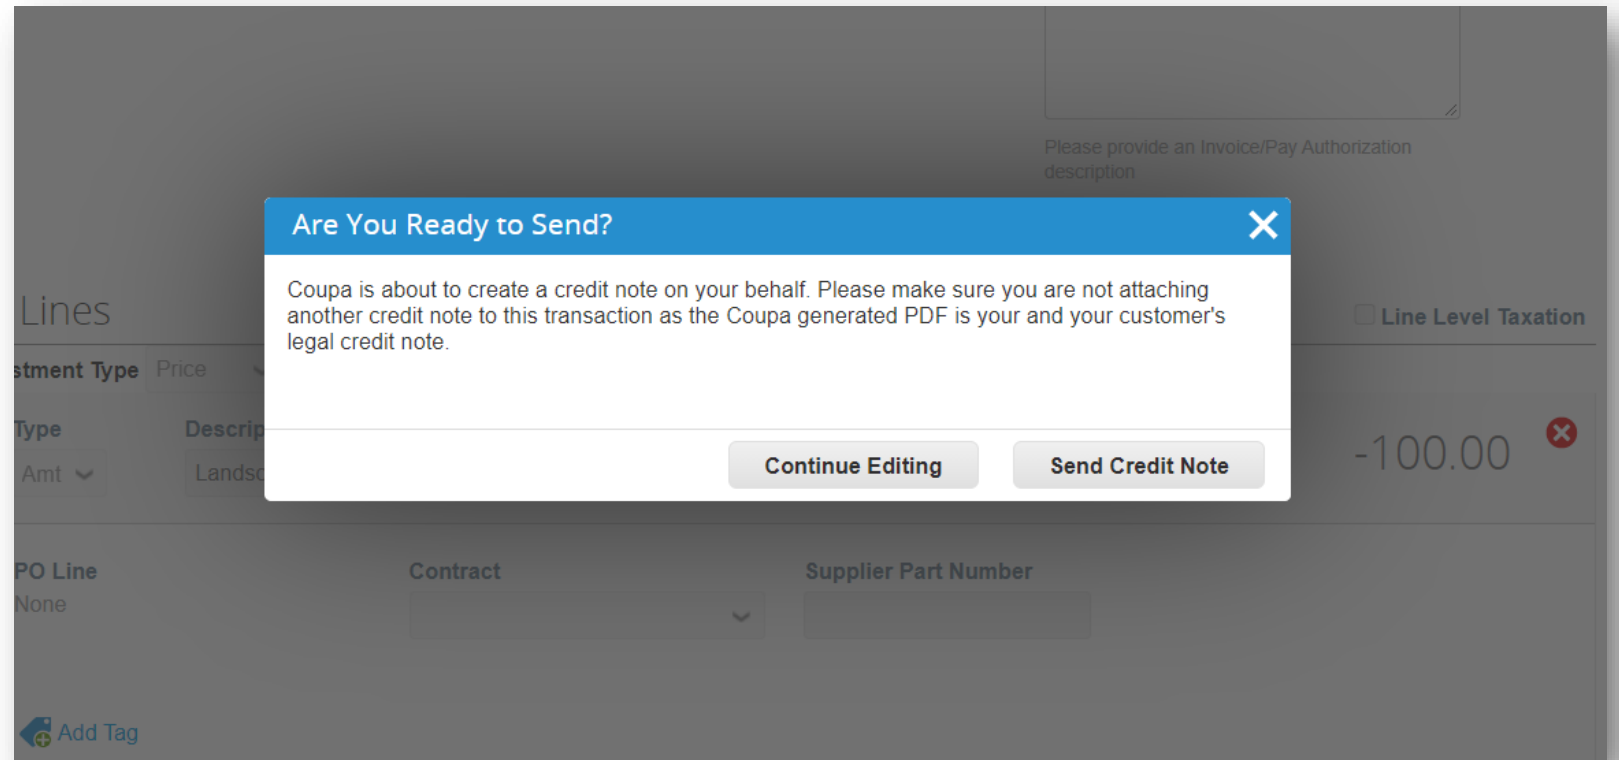 Please provide an Invoice/Pay Authorization
description
Are You Ready to Send?
Coupa is about to create a credit note on your behalf. Please make sure you are not attaching
another credit note to this transaction as the Coupa generated PDF is your and your customer's
legal credit note.
Continue Editing Send Credit Note
Lines
Line Level Taxation
stment Type Price
Type Descrip
Amt Landsc -100.00
PO Line Contract Supplier Part Number
None
Add Tag